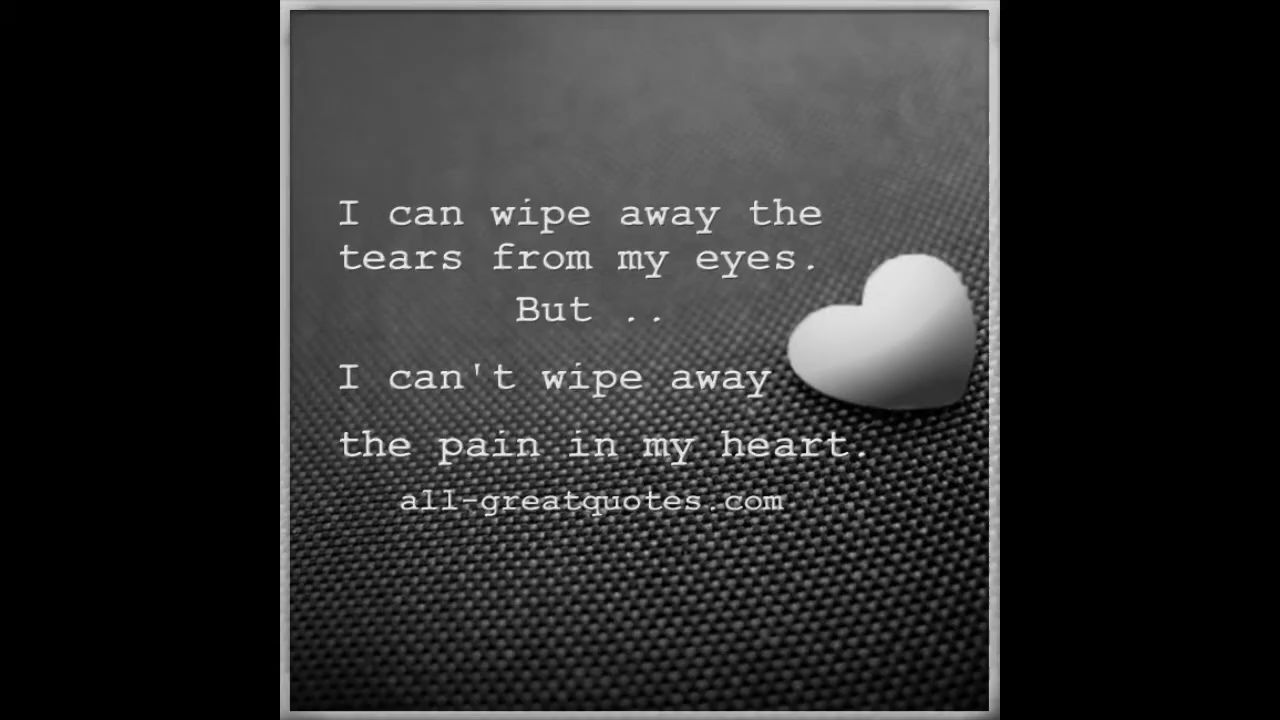 I can wipe away the
tears from my eyes.
But ..
I can't wipe away
the pain in my heart.
all-greatquotes.com